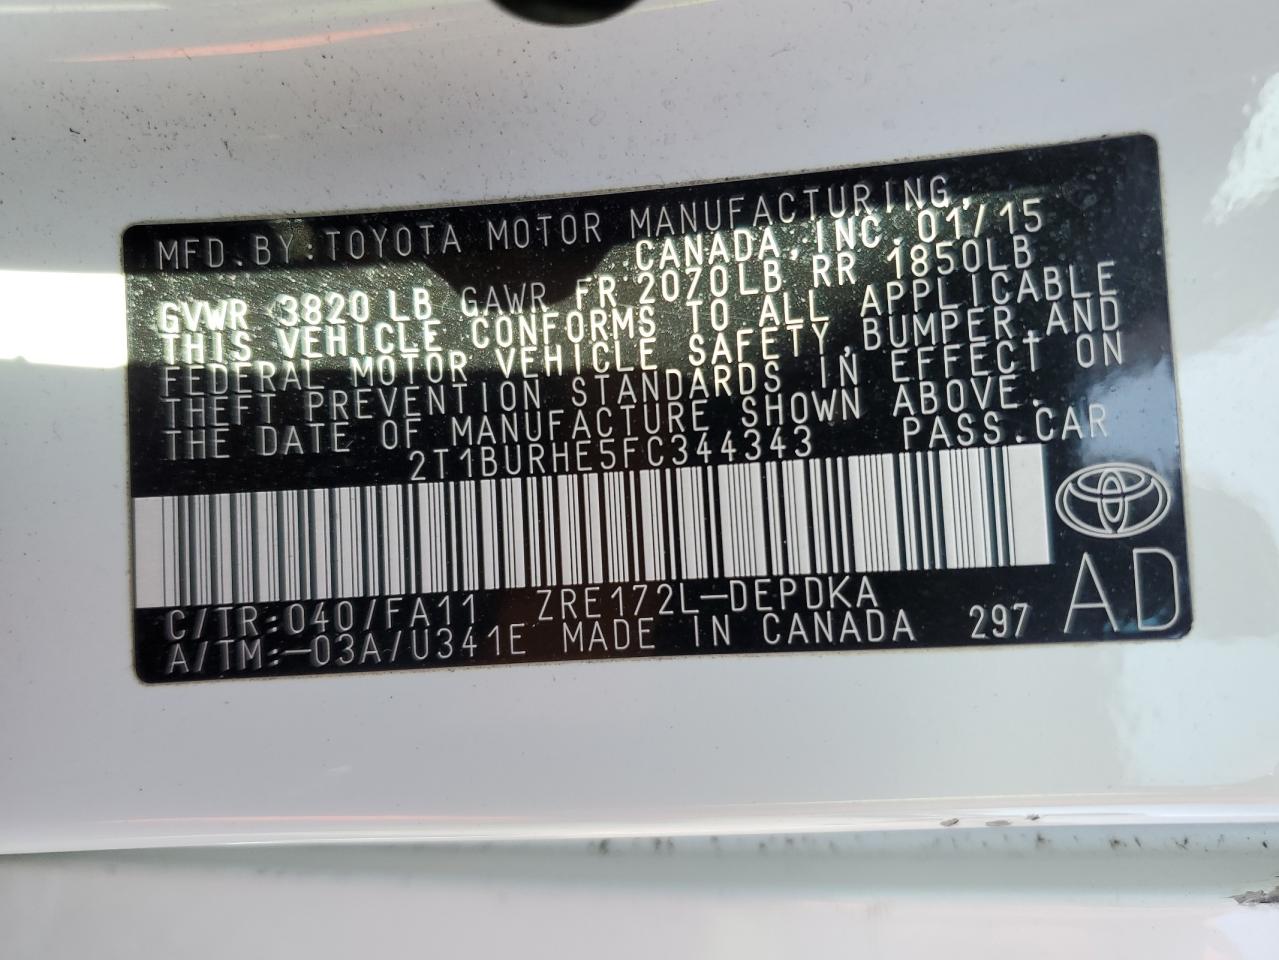 MFD.BY:TOYOTA MOTOR MANUFACTURING,
CANADA,INC. 01/15
GVWR 3820LB GAWR FR 2070LB RR 1850LB
THIS VEHICLE CONFORMS TO ALL APPLICABLE
FEDERAL MOTOR VEHICLE SAFETY,BUMPER,AND
THEFT PREVENTION STANDARDS IN EFFECT ON
THE DATE OF MANUFACTURE SHOWN ABOVE.
2T1BURHE5FC344343 PASS.CAR
C/TR:040/FA11 ZRE172L-DEPDKA
A/TM:-03A/U341E MADE IN CANADA 297 AD